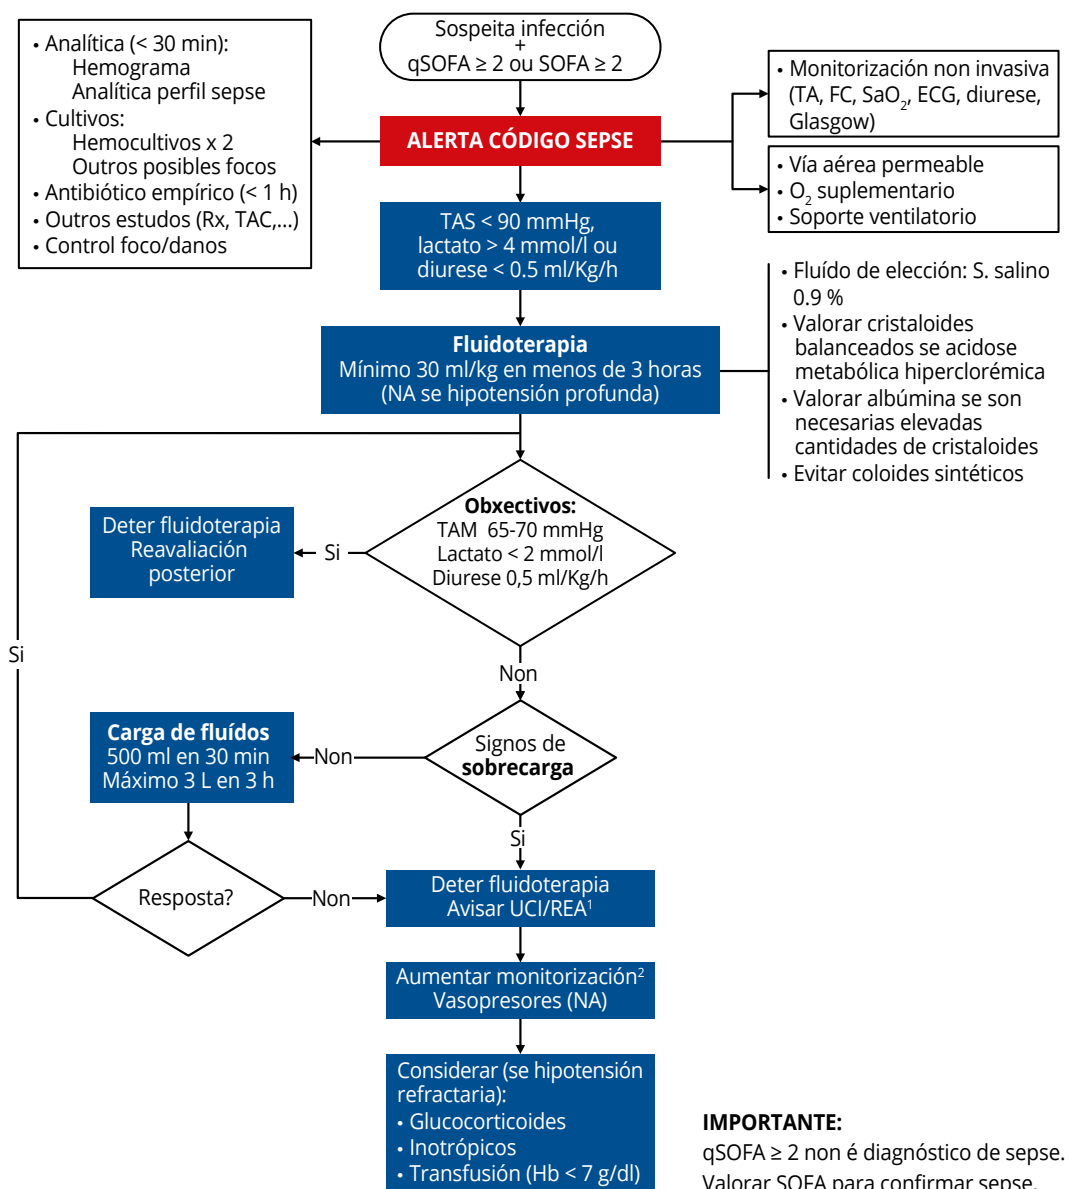 Sospeita infección
+
qSOFA ≥ 2 ou SOFA ≥ 2
• Analítica (< 30 min):
Hemograma
Analítica perfil sepse
• Cultivos:
Hemocultivos x 2
Outros posibles focos
• Antibiótico empírico (< 1 h)
• Outros estudos (Rx, TAC,...)
• Control foco/danos
ALERTA CÓDIGO SEPSE
• Monitorización non invasiva
(TA, FC, SaO₂, ECG, diurese,
Glasgow)
• Vía aérea permeable
• O₂ suplementario
• Soporte ventilatorio
TAS < 90 mmHg,
lactato > 4 mmol/l ou
diurese < 0.5 ml/Kg/h
Fluidoterapia
Mínimo 30 ml/kg en menos de 3 horas
(NA se hipotensión profunda)
• Fluído de elección: S. salino
0.9 %
• Valorar cristaloides
balanceados se acidose
metabólica hiperclorémica
• Valorar albúmina se son
necesarias elevadas
cantidades de cristaloides
• Evitar coloides sintéticos
Obxectivos:
TAM 65-70 mmHg
Lactato < 2 mmol/l
Diurese 0,5 ml/Kg/h
Si
Deter fluidoterapia
Reavaliación
posterior
Si
Non
Signos de
sobrecarga
Non
Carga de fluídos
500 ml en 30 min
Máximo 3 L en 3 h
Si
Resposta?
Non
Deter fluidoterapia
Avisar UCI/REA¹
Aumentar monitorización²
Vasopresores (NA)
Considerar (se hipotensión
refractaria):
• Glucocorticoides
• Inotrópicos
• Transfusión (Hb < 7 g/dl)
IMPORTANTE:
qSOFA ≥ 2 non é diagnóstico de sepse.
Valorar SOFA para confirmar sepse.